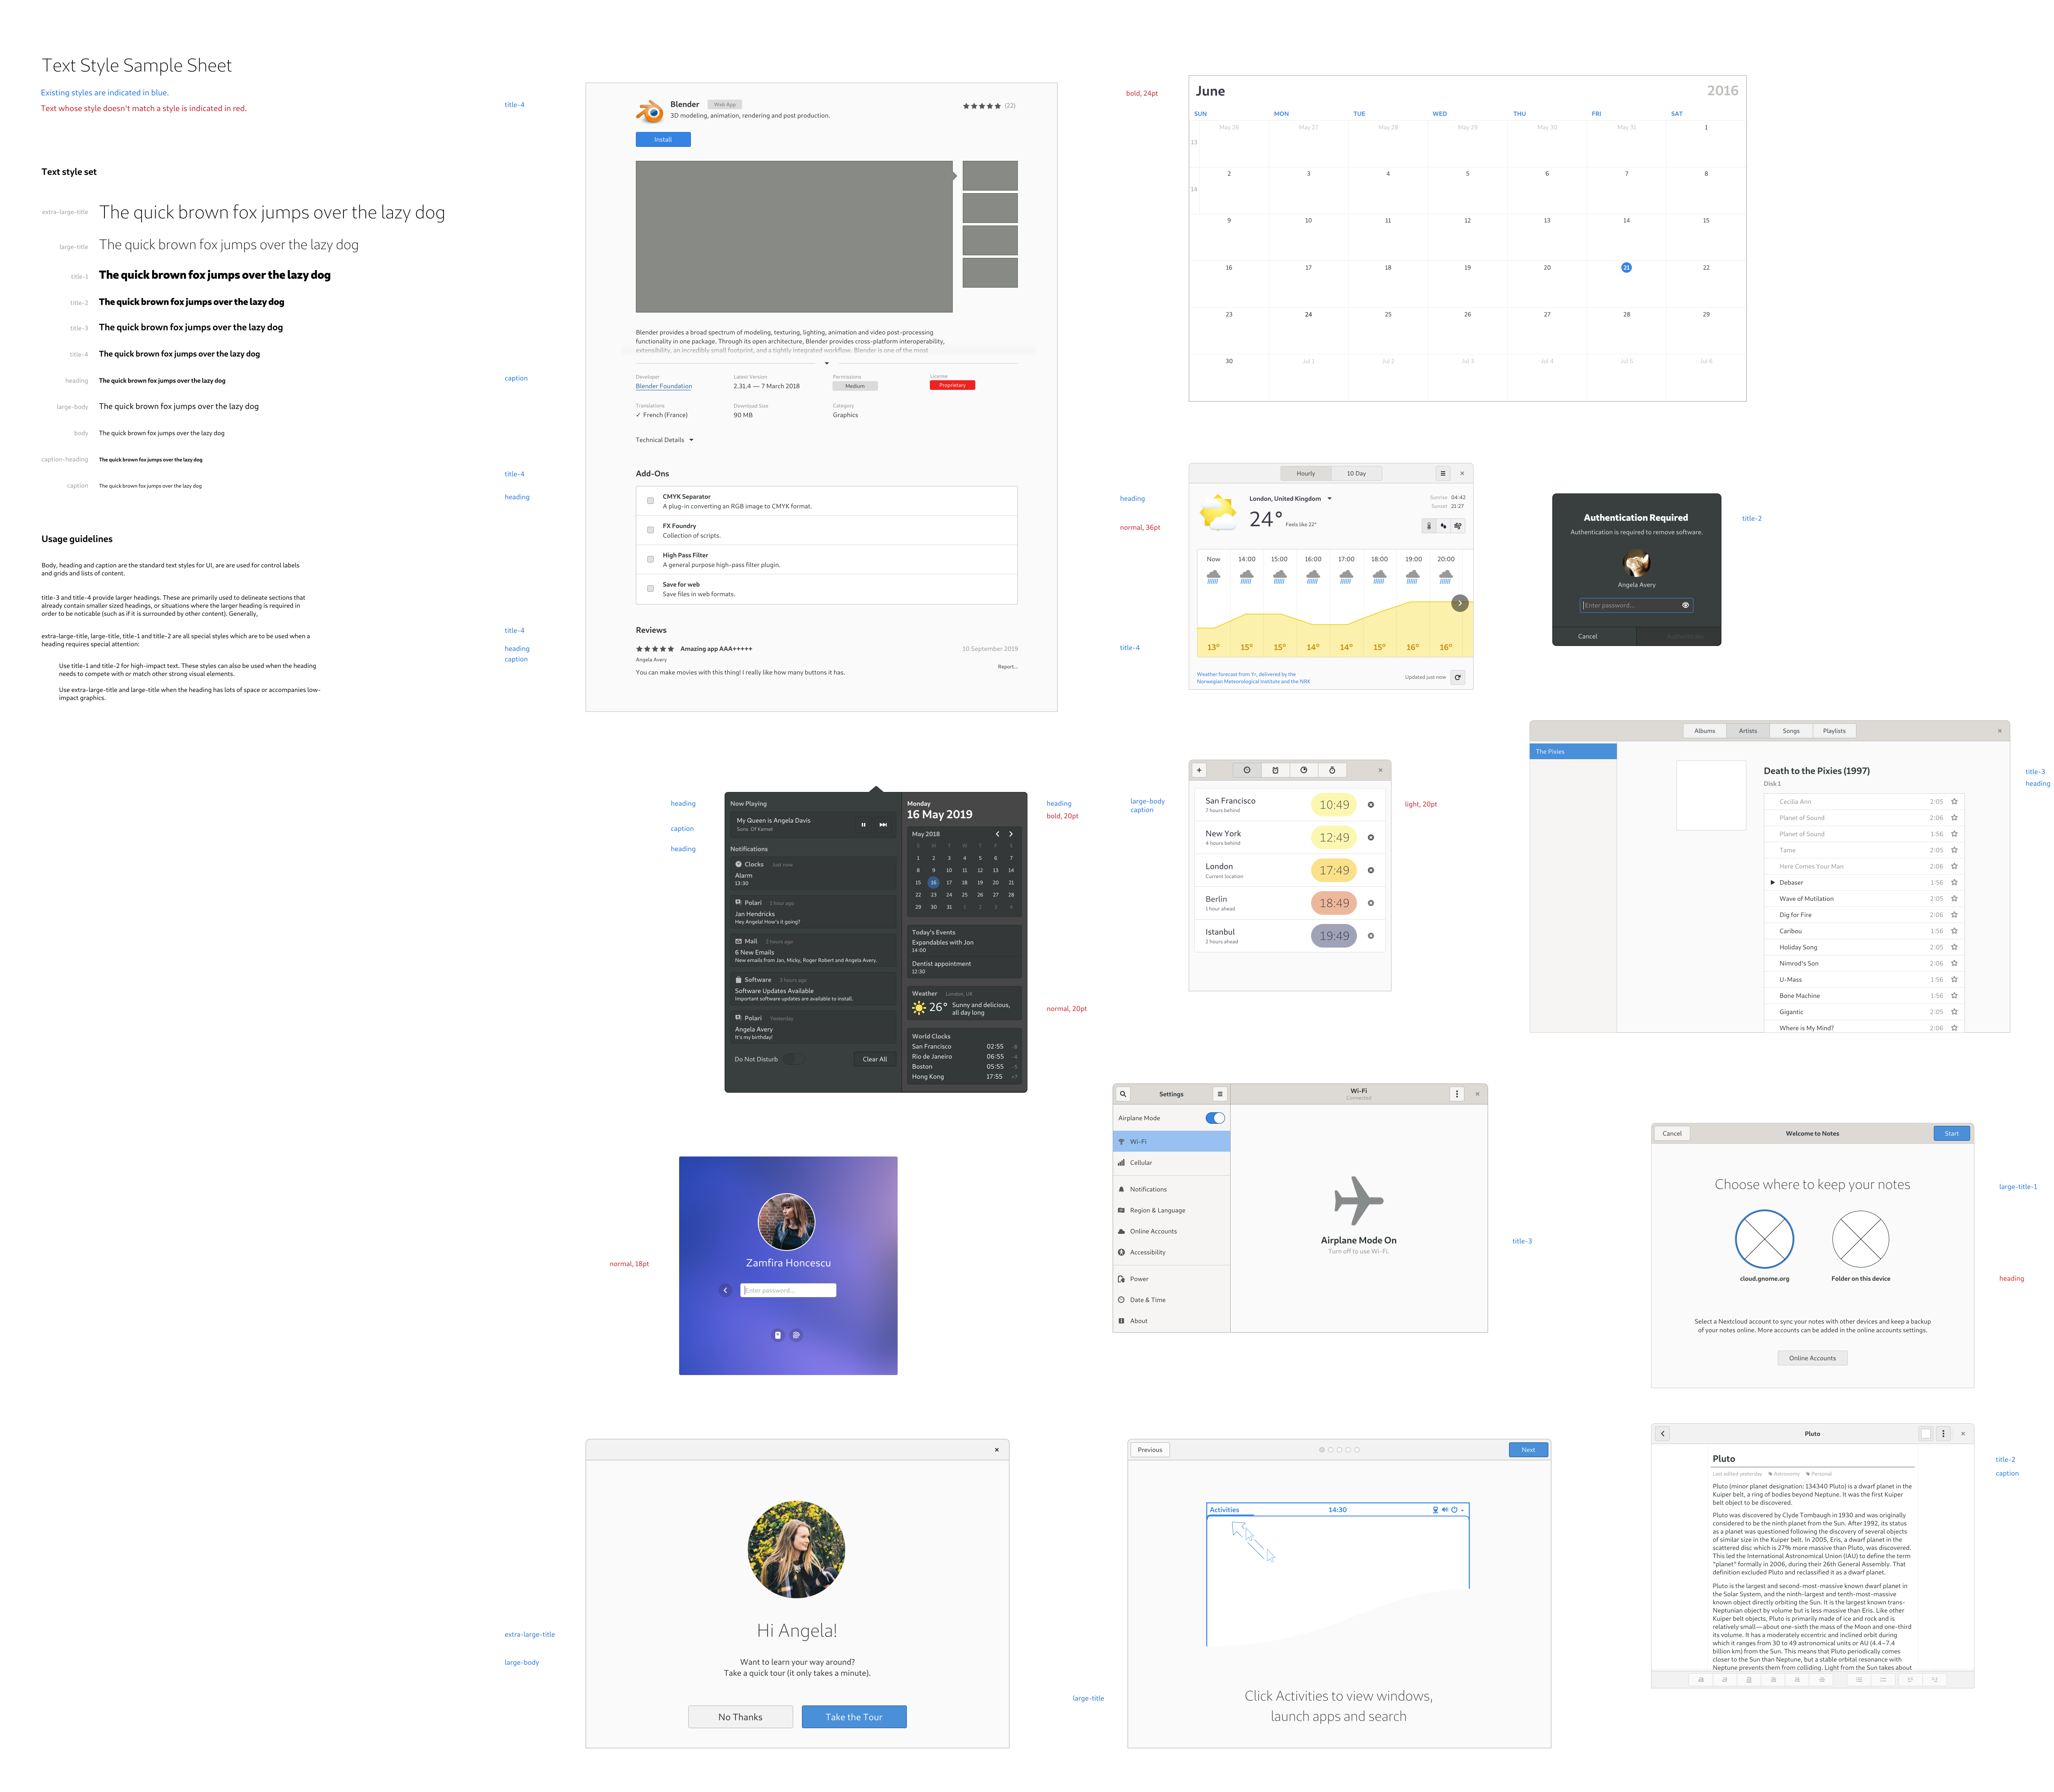 Text Style Sample Sheet
Existing styles are indicated in blue.
Text whose style doesn't match a style is indicated in red.
Text style set
extra-large-title The quick brown fox jumps over the lazy dog
large-title The quick brown fox jumps over the lazy dog
title-1 The quick brown fox jumps over the lazy dog
title-2 The quick brown fox jumps over the lazy dog
title-3 The quick brown fox jumps over the lazy dog
title-4 The quick brown fox jumps over the lazy dog
heading The quick brown fox jumps over the lazy dog
large-body The quick brown fox jumps over the lazy dog
body The quick brown fox jumps over the lazy dog
caption-heading The quick brown fox jumps over the lazy dog
caption The quick brown fox jumps over the lazy dog
Usage guidelines
Body, heading and caption are the standard text styles for UI, are are used for control labels
and grids and lists of content.
title-3 and title-4 provide larger headings. These are primarily used to delineate sections that
already contain smaller sized headings, or situations where the larger heading is required in
order to be noticable (such as if it is surrounded by other content). Generally,
extra-large-title, large-title, title-1 and title-2 are all special styles which are to be used when a
heading requires special attention:
Use title-1 and title-2 for high-impact text. These styles can also be used when the heading
needs to compete with or match other strong visual elements.
Use extra-large-title and large-title when the heading has lots of space or accompanies low-
impact graphics.
title-4
Blender Web App (22)
3D modeling, animation, rendering and post production.
Install
Blender provides a broad spectrum of modeling, texturing, lighting, animation and video post-processing
functionality in one package. Through its open architecture, Blender provides cross-platform interoperability,
extensibility, an incredibly small footprint, and a tightly integrated workflow. Blender is one of the most
caption
Developer Latest Version Permissions License
Blender Foundation 2.31.4 — 7 March 2018 Medium Proprietary
Translations Download Size Category
✓ French (France) 90 MB Graphics
Technical Details
title-4
Add-Ons
heading
CMYK Separator
A plug-in converting an RGB image to CMYK format.
FX Foundry
Collection of scripts.
High Pass Filter
A general purpose high-pass filter plugin.
Save for web
Save files in web formats.
title-4
Reviews
heading
★★★★★ Amazing app AAA+++++ 10 September 2019
caption
Angela Avery Report...
You can make movies with this thing! I really like how many buttons it has.
bold, 24pt
June 2016
SUN MON TUE WED THU FRI SAT
May 26 May 27 May 28 May 29 May 30 May 31 1
13
2 3 4 5 6 7 8
14
9 10 11 12 13 14 15
16 17 18 19 20 21 22
23 24 25 26 27 28 29
30 Jul 1 Jul 2 Jul 3 Jul 4 Jul 5 Jul 6
Hourly 10 Day
heading
London, United Kingdom
Sunrise 04:42
Sunset 21:27
normal, 36pt
24° Feels like 22°
Now 14:00 15:00 16:00 17:00 18:00 19:00 20:00
title-4
13° 15° 15° 14° 14° 15° 16° 16°
Weather forecast from Yr, delivered by the
Norwegian Meteorological Institute and the NRK
Updated just now
Authentication Required
title-2
Authentication is required to remove software.
Angela Avery
Enter password...
Cancel Authenticate
Albums Artists Songs Playlists
The Pixies
Death to the Pixies (1997)
title-3
Disk 1
heading
Cecilia Ann 2:05
Planet of Sound 2:06
Planet of Sound 1:56
Tame 2:05
Here Comes Your Man 2:06
Debaser 1:56
Wave of Mutilation 2:05
Dig for Fire 2:06
Caribou 1:56
Holiday Song 2:05
Nimrod's Son 2:06
U-Mass 1:56
Bone Machine 1:56
Gigantic 2:05
Where is My Mind? 2:06
heading
Now Playing
My Queen is Angela Davis
caption
Sons Of Kemet
heading
Notifications
Clocks Just now
Alarm
13:30
Polari 1 hour ago
Jan Hendricks
Hey Angela! How's it going?
Mail 2 hours ago
6 New Emails
New emails from Jan, Micky, Roger Robert and Angela Avery.
Software 3 hours ago
Software Updates Available
Important software updates are available to install.
Polari Yesterday
Angela Avery
It's my birthday!
Do Not Disturb Clear All
Monday
heading
16 May 2019
bold, 20pt
May 2018
S M T W T F S
1 2 3 4 5 6 7
8 9 10 11 12 13 14
15 16 17 18 19 20 21
22 23 24 25 26 27 28
29 30 31 1 2 3 4
Today's Events
Expandables with Jon
14:00
Dentist appointment
12:30
Weather London, UK
26° Sunny and delicious,
all day long
normal, 20pt
World Clocks
San Francisco 02:55 -8
Rio de Janeiro 06:55 -4
Boston 05:55 -5
Hong Kong 17:55 +7
large-body
caption
San Francisco 10:49
7 hours behind
light, 20pt
New York 12:49
4 hours behind
London 17:49
Current location
Berlin 18:49
1 hour ahead
Istanbul 19:49
2 hours ahead
Settings
Airplane Mode
Wi-Fi
Cellular
Notifications
Region & Language
Online Accounts
Accessibility
Power
Date & Time
About
Wi-Fi
Connected
Airplane Mode On
title-3
Turn off to use Wi-Fi.
normal, 18pt
Zamfira Honcescu
Enter password...
Cancel Welcome to Notes Start
Choose where to keep your notes
large-title-1
cloud.gnome.org Folder on this device
heading
Select a Nextcloud account to sync your notes with other devices and keep a backup
of your notes online. More accounts can be added in the online accounts settings.
Online Accounts
extra-large-title
Hi Angela!
large-body
Want to learn your way around?
Take a quick tour (it only takes a minute).
No Thanks Take the Tour
Previous Next
Activities 14:30
large-title
Click Activities to view windows,
launch apps and search
Pluto
Pluto
title-2
Last edited yesterday Astronomy Personal
caption
Pluto (minor planet designation: 134340 Pluto) is a dwarf planet in the
Kuiper belt, a ring of bodies beyond Neptune. It was the first Kuiper
belt object to be discovered.
Pluto was discovered by Clyde Tombaugh in 1930 and was originally
considered to be the ninth planet from the Sun. After 1992, its status
as a planet was questioned following the discovery of several objects
of similar size in the Kuiper belt. In 2005, Eris, a dwarf planet in the
scattered disc which is 27% more massive than Pluto, was discovered.
This led the International Astronomical Union (IAU) to define the term
"planet" formally in 2006, during their 26th General Assembly. That
definition excluded Pluto and reclassified it as a dwarf planet.
Pluto is the largest and second-most-massive known dwarf planet in
the Solar System, and the ninth-largest and tenth-most-massive
known object directly orbiting the Sun. It is the largest known trans-
Neptunian object by volume but is less massive than Eris. Like other
Kuiper belt objects, Pluto is primarily made of ice and rock and is
relatively small—about one-sixth the mass of the Moon and one-third
its volume. It has a moderately eccentric and inclined orbit during
which it ranges from 30 to 49 astronomical units or AU (4.4–7.4
billion km) from the Sun. This means that Pluto periodically comes
closer to the Sun than Neptune, but a stable orbital resonance with
Neptune prevents them from colliding. Light from the Sun takes about